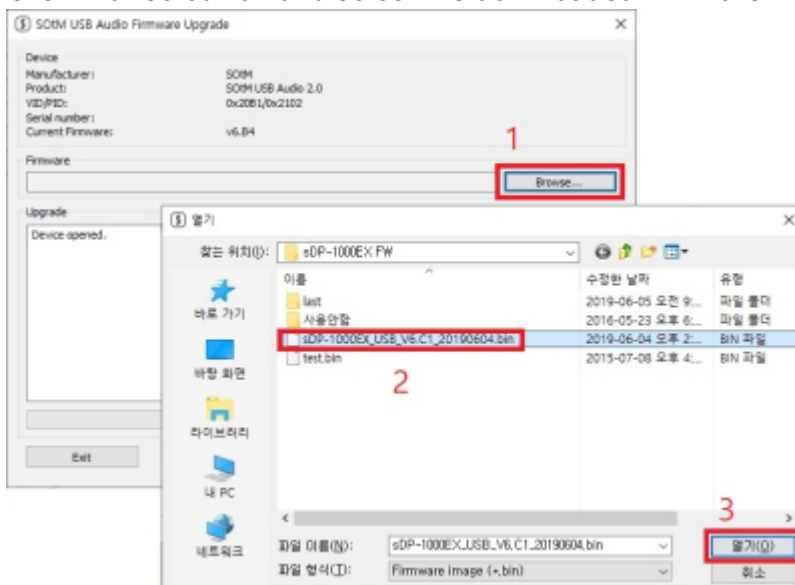 SOtM USB Audio Firmware Upgrade
Device
Manufacturer: SOtM
Product: SOtM USB Audio 2.0
VID/PID: 0x20B1/0x2102
Serial number:
Current Firmware: v6.B4
1
Firmware
Browse...
Upgrade
Device opened.
Exit
열기
찾는 위치(I): sDP-1000EX FW
이름 수정한 날짜 유형
last 2019-06-05 오전 9:... 파일 폴더
사용안함 2016-05-23 오후 6:... 파일 폴더
sDP-1000EX_USB_V6.C1_20190604.bin 2019-06-04 오후 2:... BIN 파일
test.bin 2015-07-08 오후 4:... BIN 파일
2
바로 가기
바탕 화면
라이브러리
내 PC
네트워크
3
파일 이름(N): sDP-1000EX_USB_V6.C1_20190604.bin 열기(O)
파일 형식(T): Firmware image (*.bin) 취소